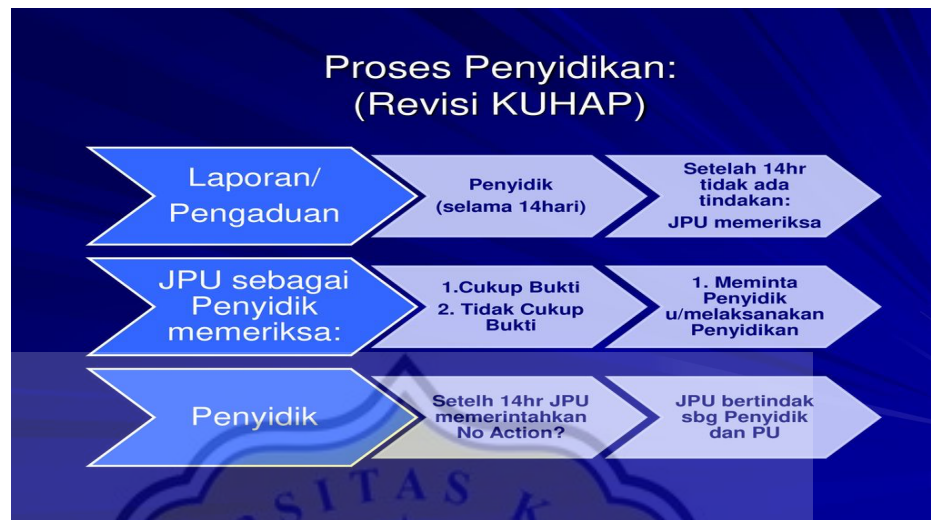 Proses Penyidikan:
(Revisi KUHAP)
Laporan/
Pengaduan
Penyidik
(selama 14hari)
Setelah 14hr
tidak ada
tindakan:
JPU memeriksa
JPU sebagai
Penyidik
memeriksa:
1.Cukup Bukti
2. Tidak Cukup
Bukti
1. Meminta
Penyidik
u/melaksanakan
Penyidikan
Penyidik
Setelh 14hr JPU
memerintahkan
No Action?
JPU bertindak
sbg Penyidik
dan PU
SITAS K